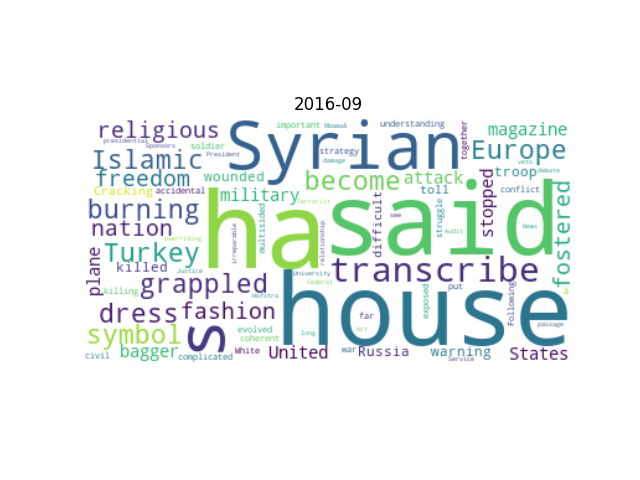 2016-09
religious
Syrian
important
Obama8
understanding
together
magazine
presidential
Sponsors
soldier
President
strategy
damage
Europe
veto
debate
Islamic
freedom
wounded
become
attack
troop
conflict
Cracking
accidental
military
Terrorist
toll
stopped
fostered
burning
has
said
multisided
difficult
see
struggle
nation
overriding
irreparable
relationship
Audit
News
Turkey
plane
killed
Justice
transcribe
killing
grappled
University
Federal
house
exposed
put
Following
dress
fashion
Hofstra
Act
symbol
s
evolved
coherent
long
far
passage
civil
bagger
complicated
White
United
war
Russia
warning
Service
States